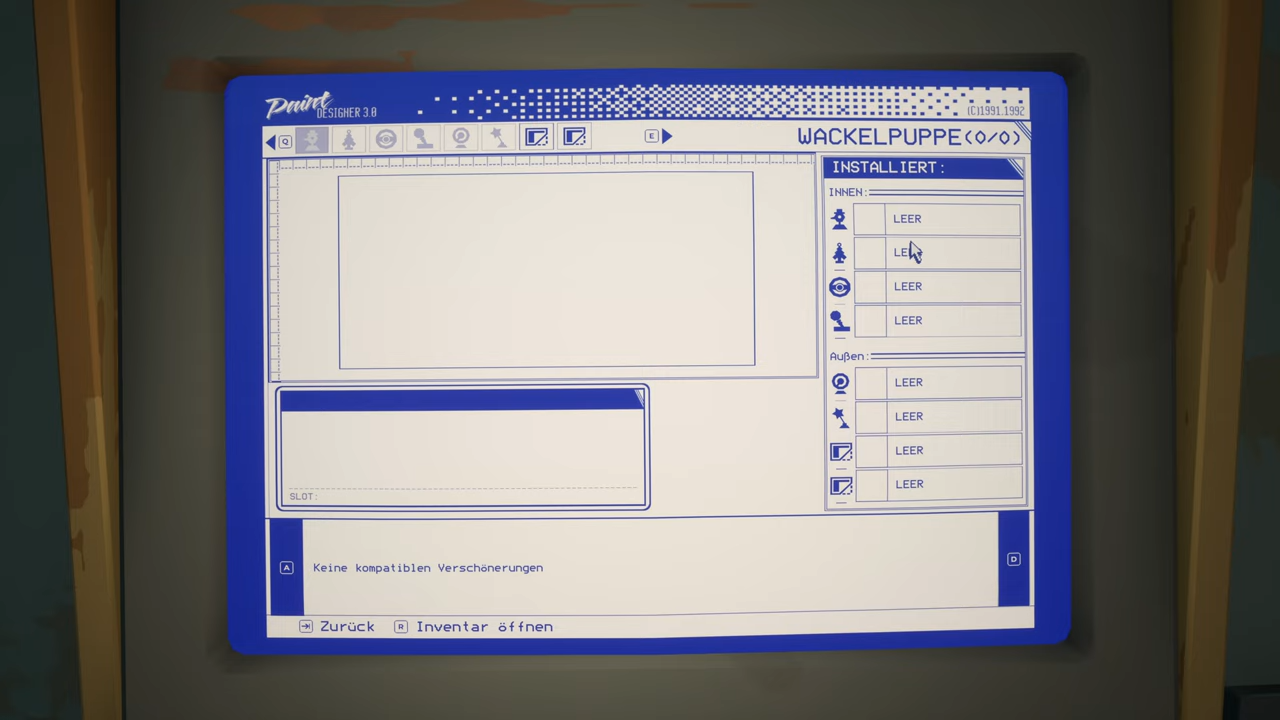 Paint
DESIGNER 3.0
(C)1991.1992
Q
E
WACKELPUPPE(0/0)
INSTALLIERT:
INNEN:
LEER
LEER
LEER
LEER
Außen:
LEER
LEER
LEER
LEER
SLOT:
A
Keine kompatiblen Verschönerungen
D
Zurück
R Inventar öffnen